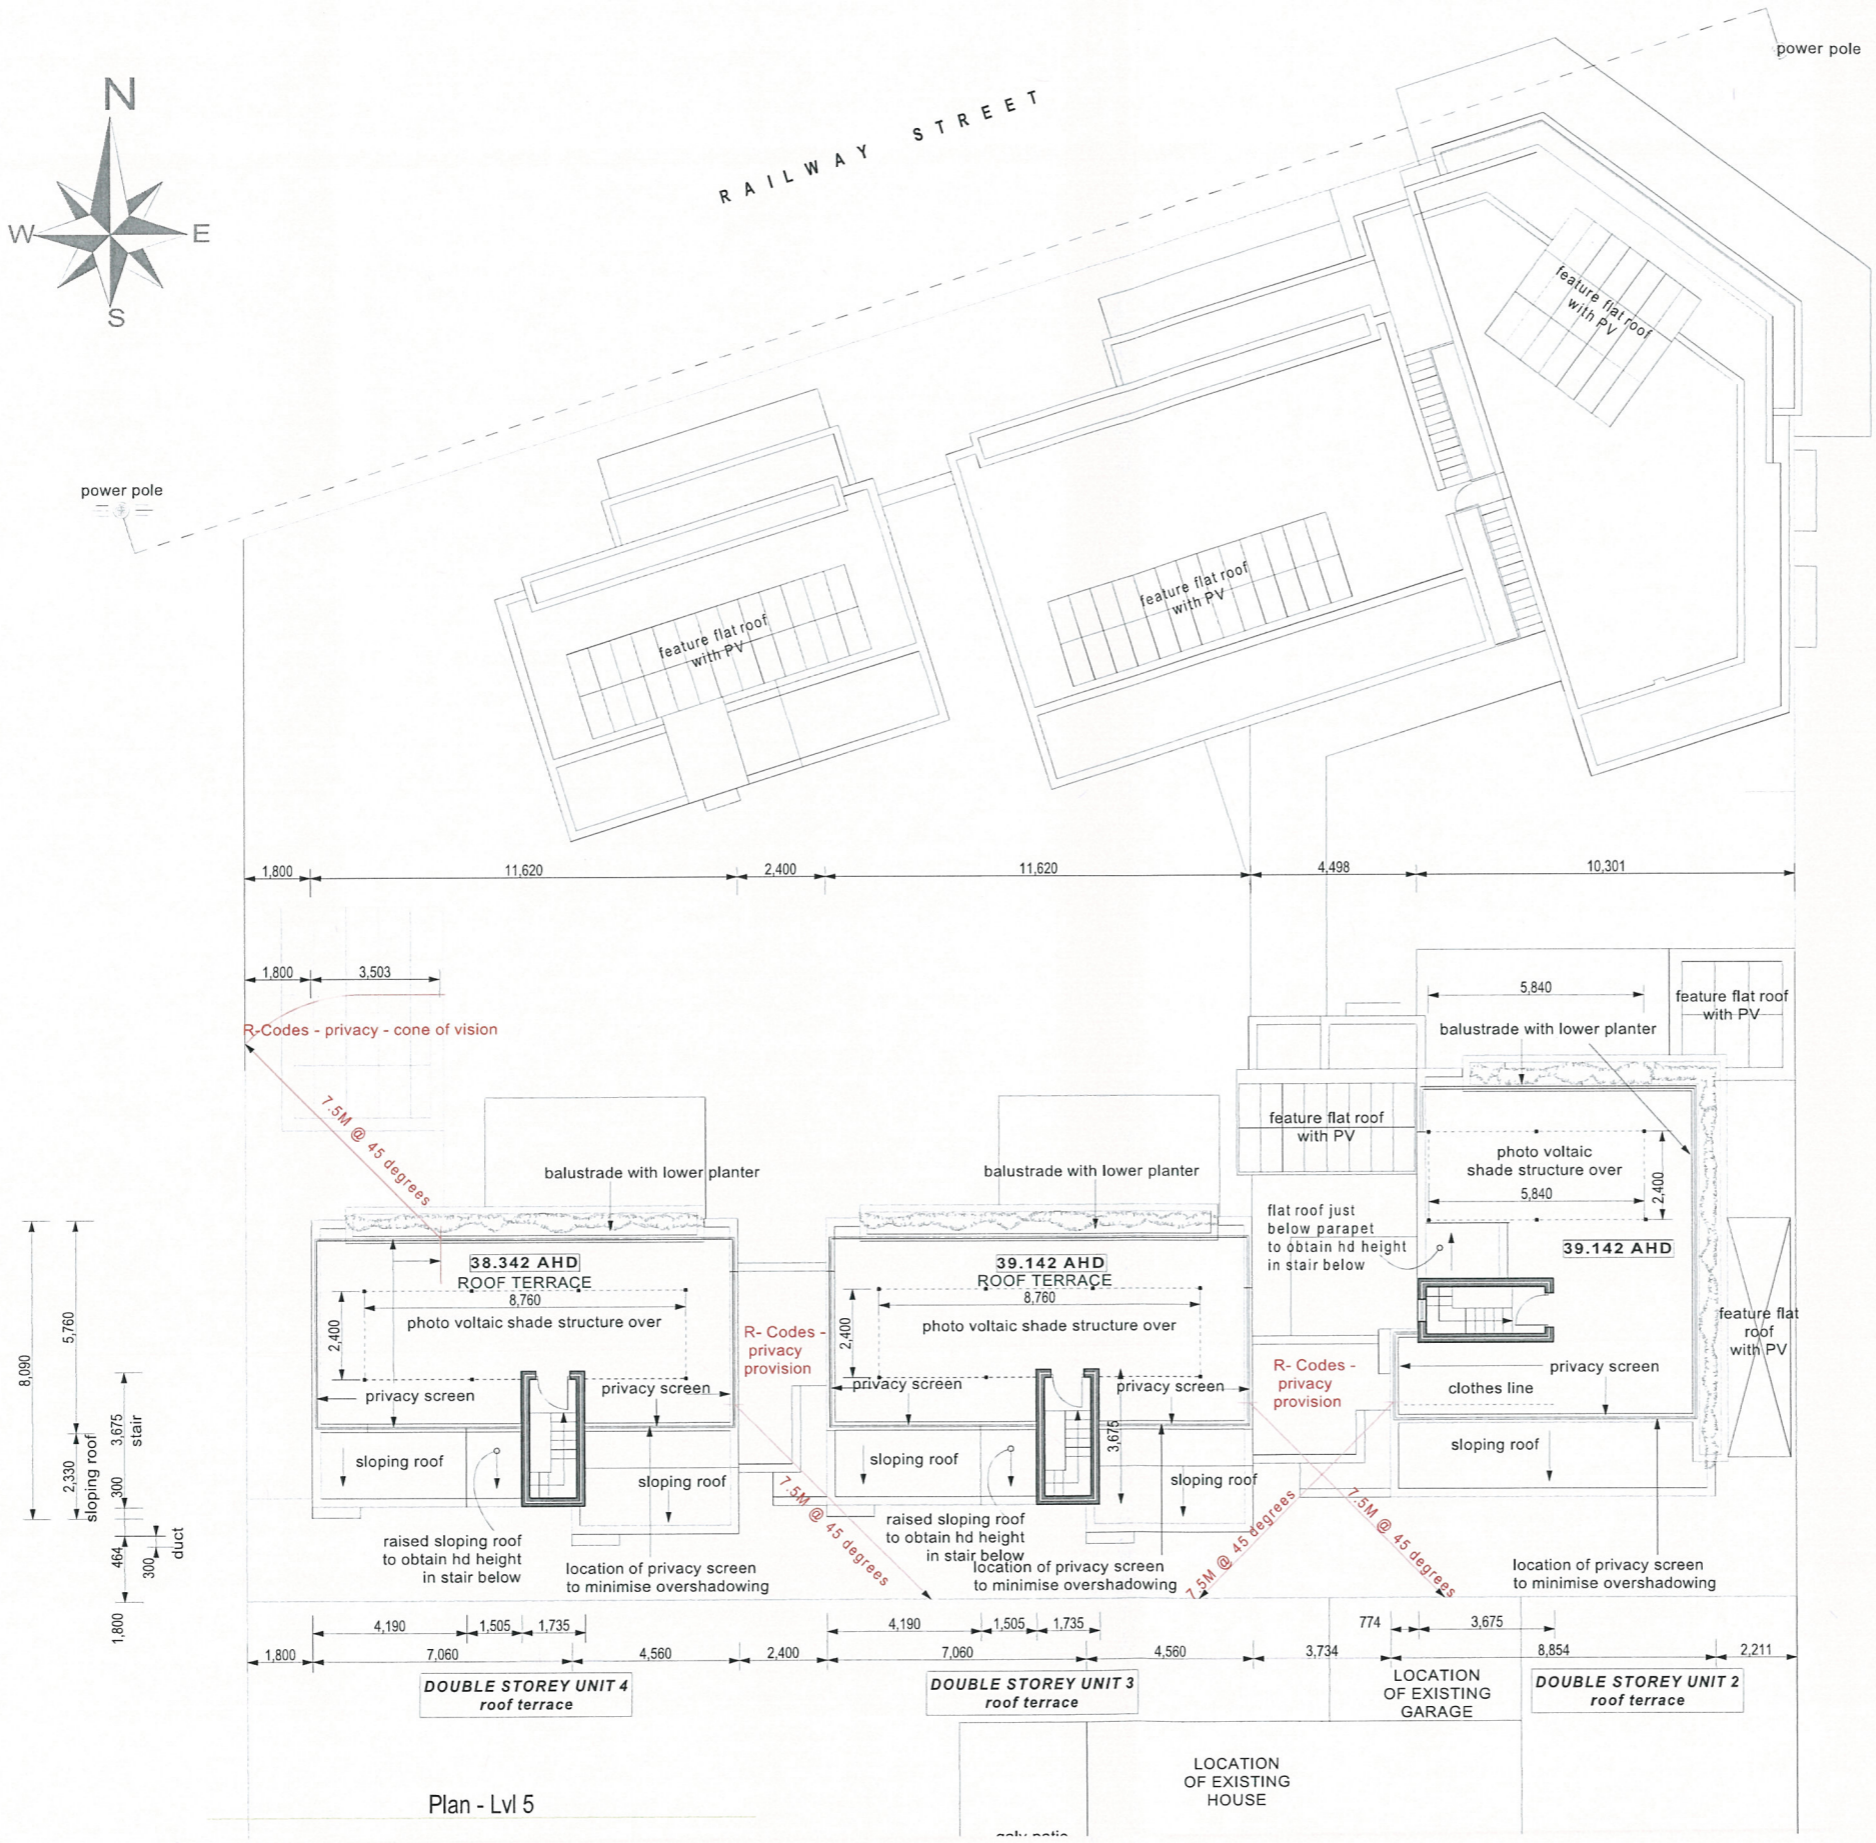 N
W
E
S
RAILWAY STREET
power pole
power pole
feature flat roof
with PV
feature flat roof
with PV
feature flat roof
with PV
1,800
11,620
2,400
11,620
4,498
10,301
1,800
3,503
R-Codes - privacy - cone of vision
7.5M @ 45 degrees
5,840
feature flat roof
with PV
balustrade with lower planter
feature flat roof
with PV
photo voltaic
shade structure over
5,840
2,400
balustrade with lower planter
balustrade with lower planter
flat roof just
below parapet
to obtain hd height
in stair below
39.142 AHD
38.342 AHD
ROOF TERRACE
8,760
photo voltaic shade structure over
2,400
privacy screen
privacy screen
R- Codes -
privacy
provision
39.142 AHD
ROOF TERRACE
8,760
photo voltaic shade structure over
2,400
privacy screen
privacy screen
3,675
R- Codes -
privacy
provision
privacy screen
clothes line
feature flat
roof
with PV
8,090
5,760
2,330
sloping roof
3,675
stair
300
464
300
duct
1,800
sloping roof
sloping roof
sloping roof
sloping roof
sloping roof
raised sloping roof
to obtain hd height
in stair below
location of privacy screen
to minimise overshadowing
7.5M @ 45 degrees
raised sloping roof
to obtain hd height
in stair below
location of privacy screen
to minimise overshadowing
7.5M @ 45 degrees
7.5M @ 45 degrees
location of privacy screen
to minimise overshadowing
4,190
1,505
1,735
4,190
1,505
1,735
774
3,675
1,800
7,060
4,560
2,400
7,060
4,560
3,734
8,854
2,211
DOUBLE STOREY UNIT 4
roof terrace
DOUBLE STOREY UNIT 3
roof terrace
LOCATION
OF EXISTING
GARAGE
DOUBLE STOREY UNIT 2
roof terrace
LOCATION
OF EXISTING
HOUSE
Plan - Lvl 5